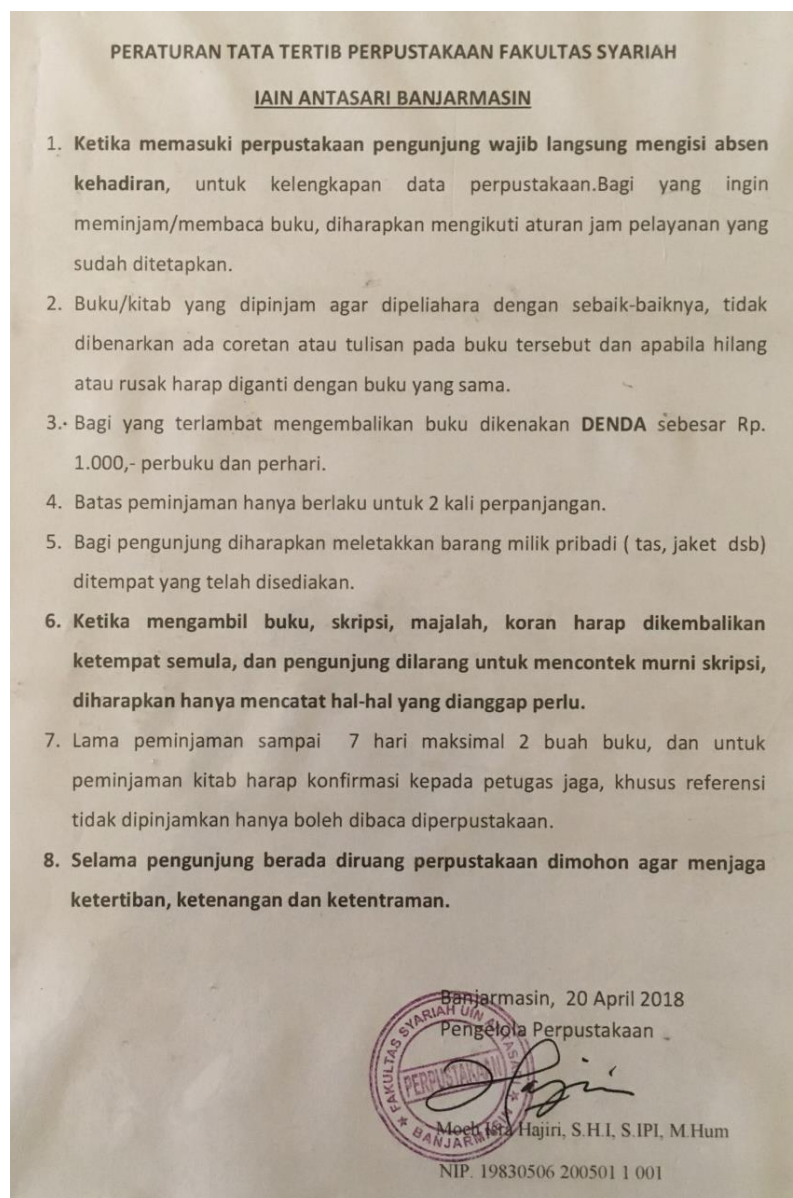 PERATURAN TATA TERTIB PERPUSTAKAAN FAKULTAS SYARIAH
IAIN ANTASARI BANJARMASIN
1. Ketika memasuki perpustakaan pengunjung wajib langsung mengisi absen
kehadiran, untuk kelengkapan data perpustakaan.Bagi yang ingin
meminjam/membaca buku, diharapkan mengikuti aturan jam pelayanan yang
sudah ditetapkan.
2. Buku/kitab yang dipinjam agar dipeliahara dengan sebaik-baiknya, tidak
dibenarkan ada coretan atau tulisan pada buku tersebut dan apabila hilang
atau rusak harap diganti dengan buku yang sama.
3. Bagi yang terlambat mengembalikan buku dikenakan DENDA sebesar Rp.
1.000,- perbuku dan perhari.
4. Batas peminjaman hanya berlaku untuk 2 kali perpanjangan.
5. Bagi pengunjung diharapkan meletakkan barang milik pribadi ( tas, jaket dsb)
ditempat yang telah disediakan.
6. Ketika mengambil buku, skripsi, majalah, koran harap dikembalikan
ketempat semula, dan pengunjung dilarang untuk mencontek murni skripsi,
diharapkan hanya mencatat hal-hal yang dianggap perlu.
7. Lama peminjaman sampai 7 hari maksimal 2 buah buku, dan untuk
peminjaman kitab harap konfirmasi kepada petugas jaga, khusus referensi
tidak dipinjamkan hanya boleh dibaca diperpustakaan.
8. Selama pengunjung berada diruang perpustakaan dimohon agar menjaga
ketertiban, ketenangan dan ketentraman.
Banjarmasin, 20 April 2018
Pengelola Perpustakaan
FAKULTAS SYARIAH UIN
PERPUSTAKAAN
BANJARMASIN
Hajiri, S.H.I, S.IPI, M.Hum
NIP. 19830506 200501 1 001